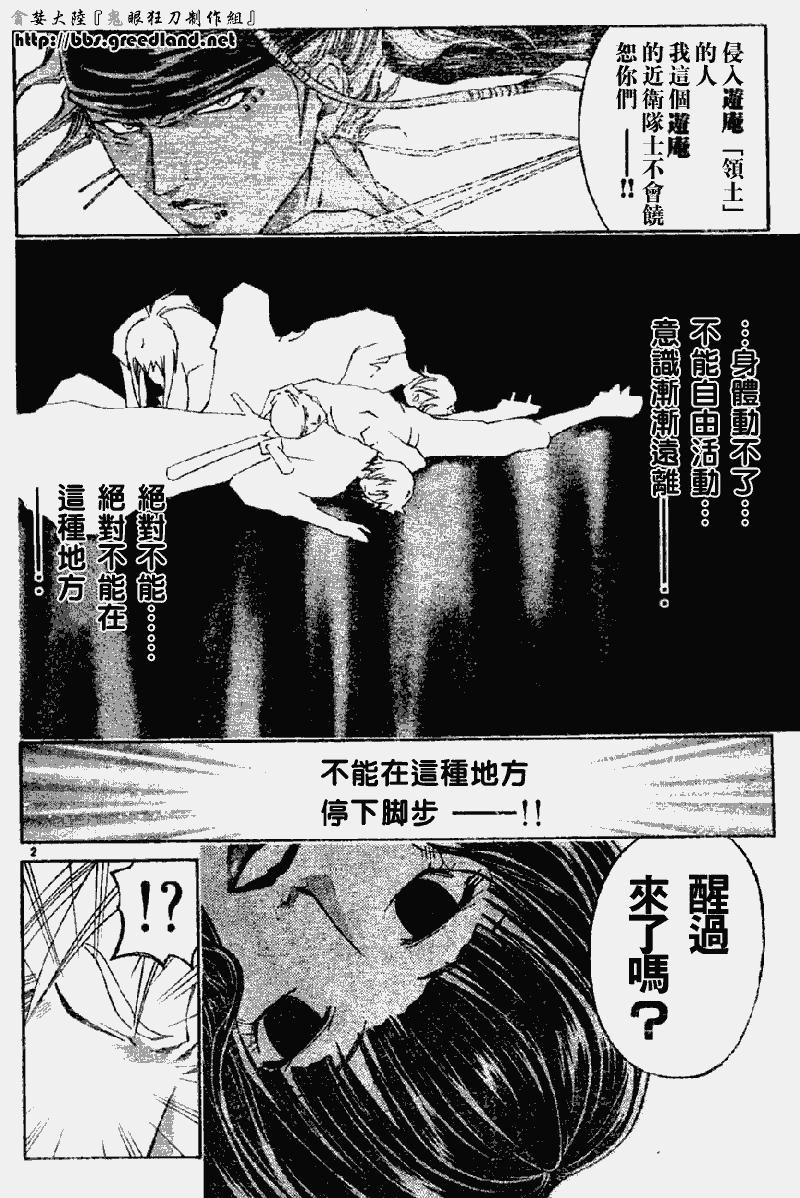 貪婪大陸『鬼眼狂刀制作組』
http://bbs.greedland.net
侵入遊庵「領土」
的人
我這個遊庵
的近衛隊士不會饒
恕你們 ——!!
…身體動不了…
不能自由活動…
意識漸漸遠離——‥
絕對不能……
絕對不能在
這種地方
——‥
不能在這種地方
停下脚步 ——!!
2
醒過
來了嗎？
!?